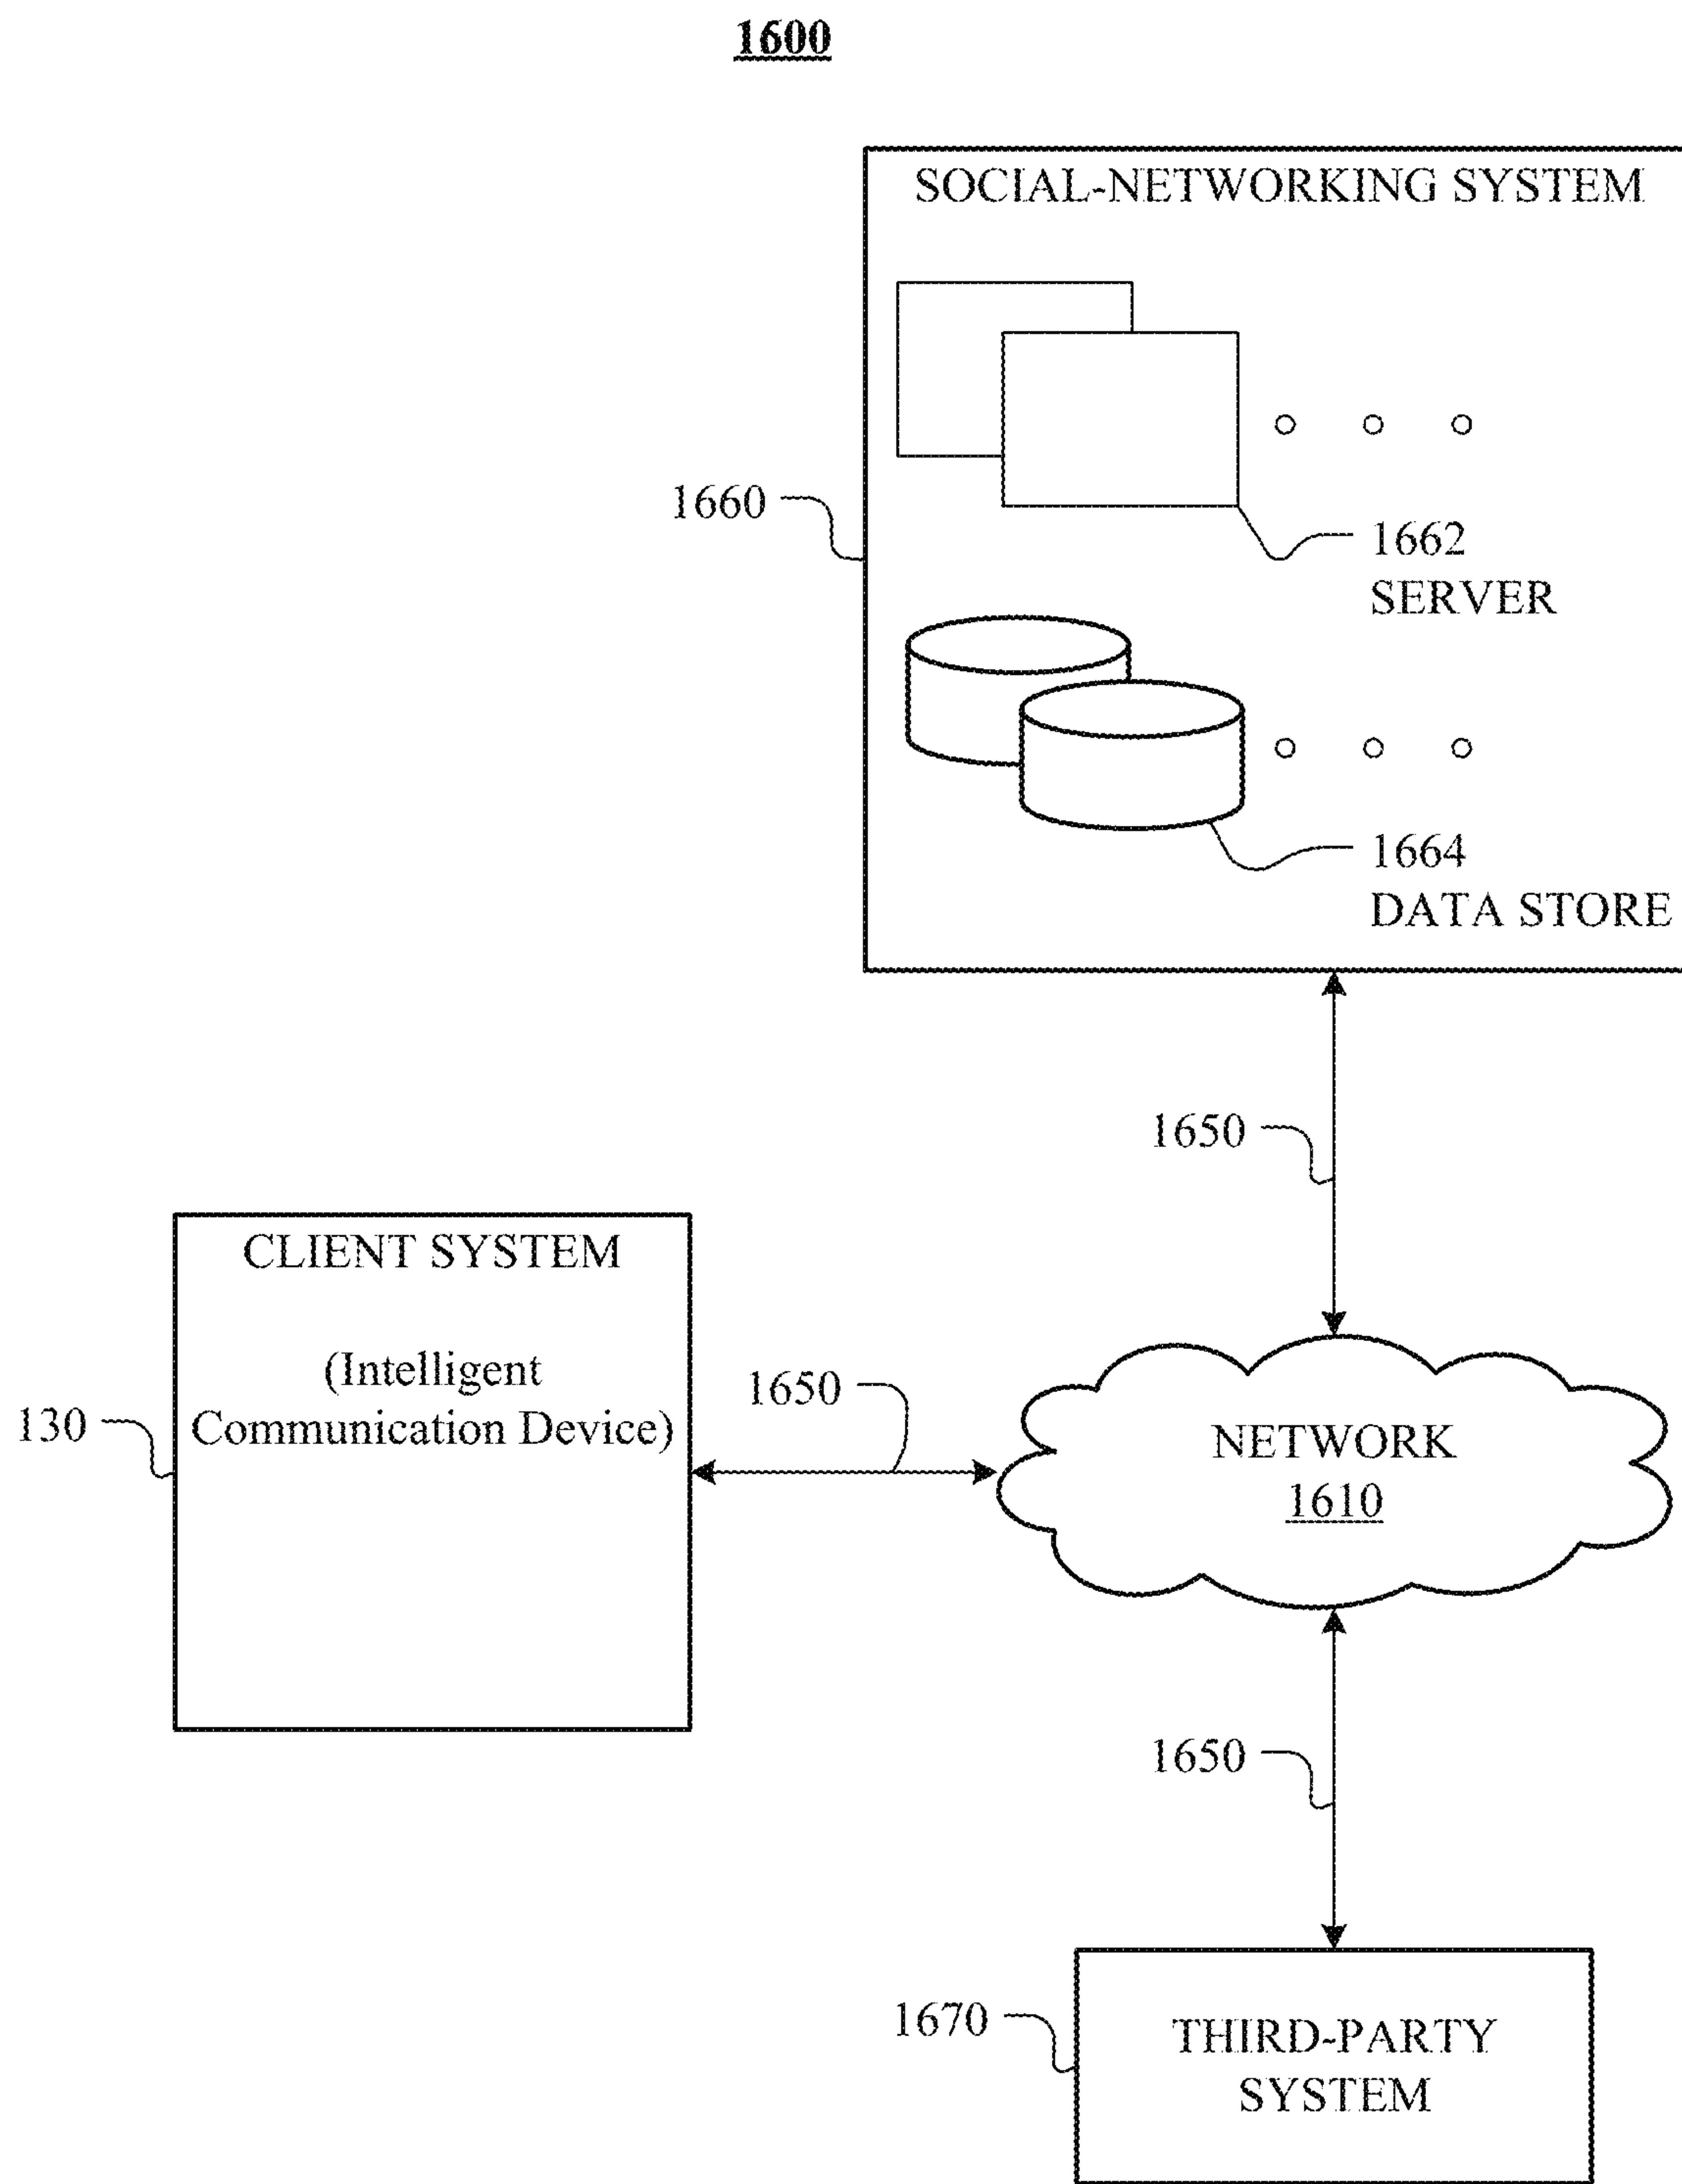 1600
SOCIAL-NETWORKING SYSTEM
1660
1662
SERVER
1664
DATA STORE
1650
CLIENT SYSTEM
(Intelligent
Communication Device)
130
1650
NETWORK
1610
1650
1670
THIRD-PARTY
SYSTEM